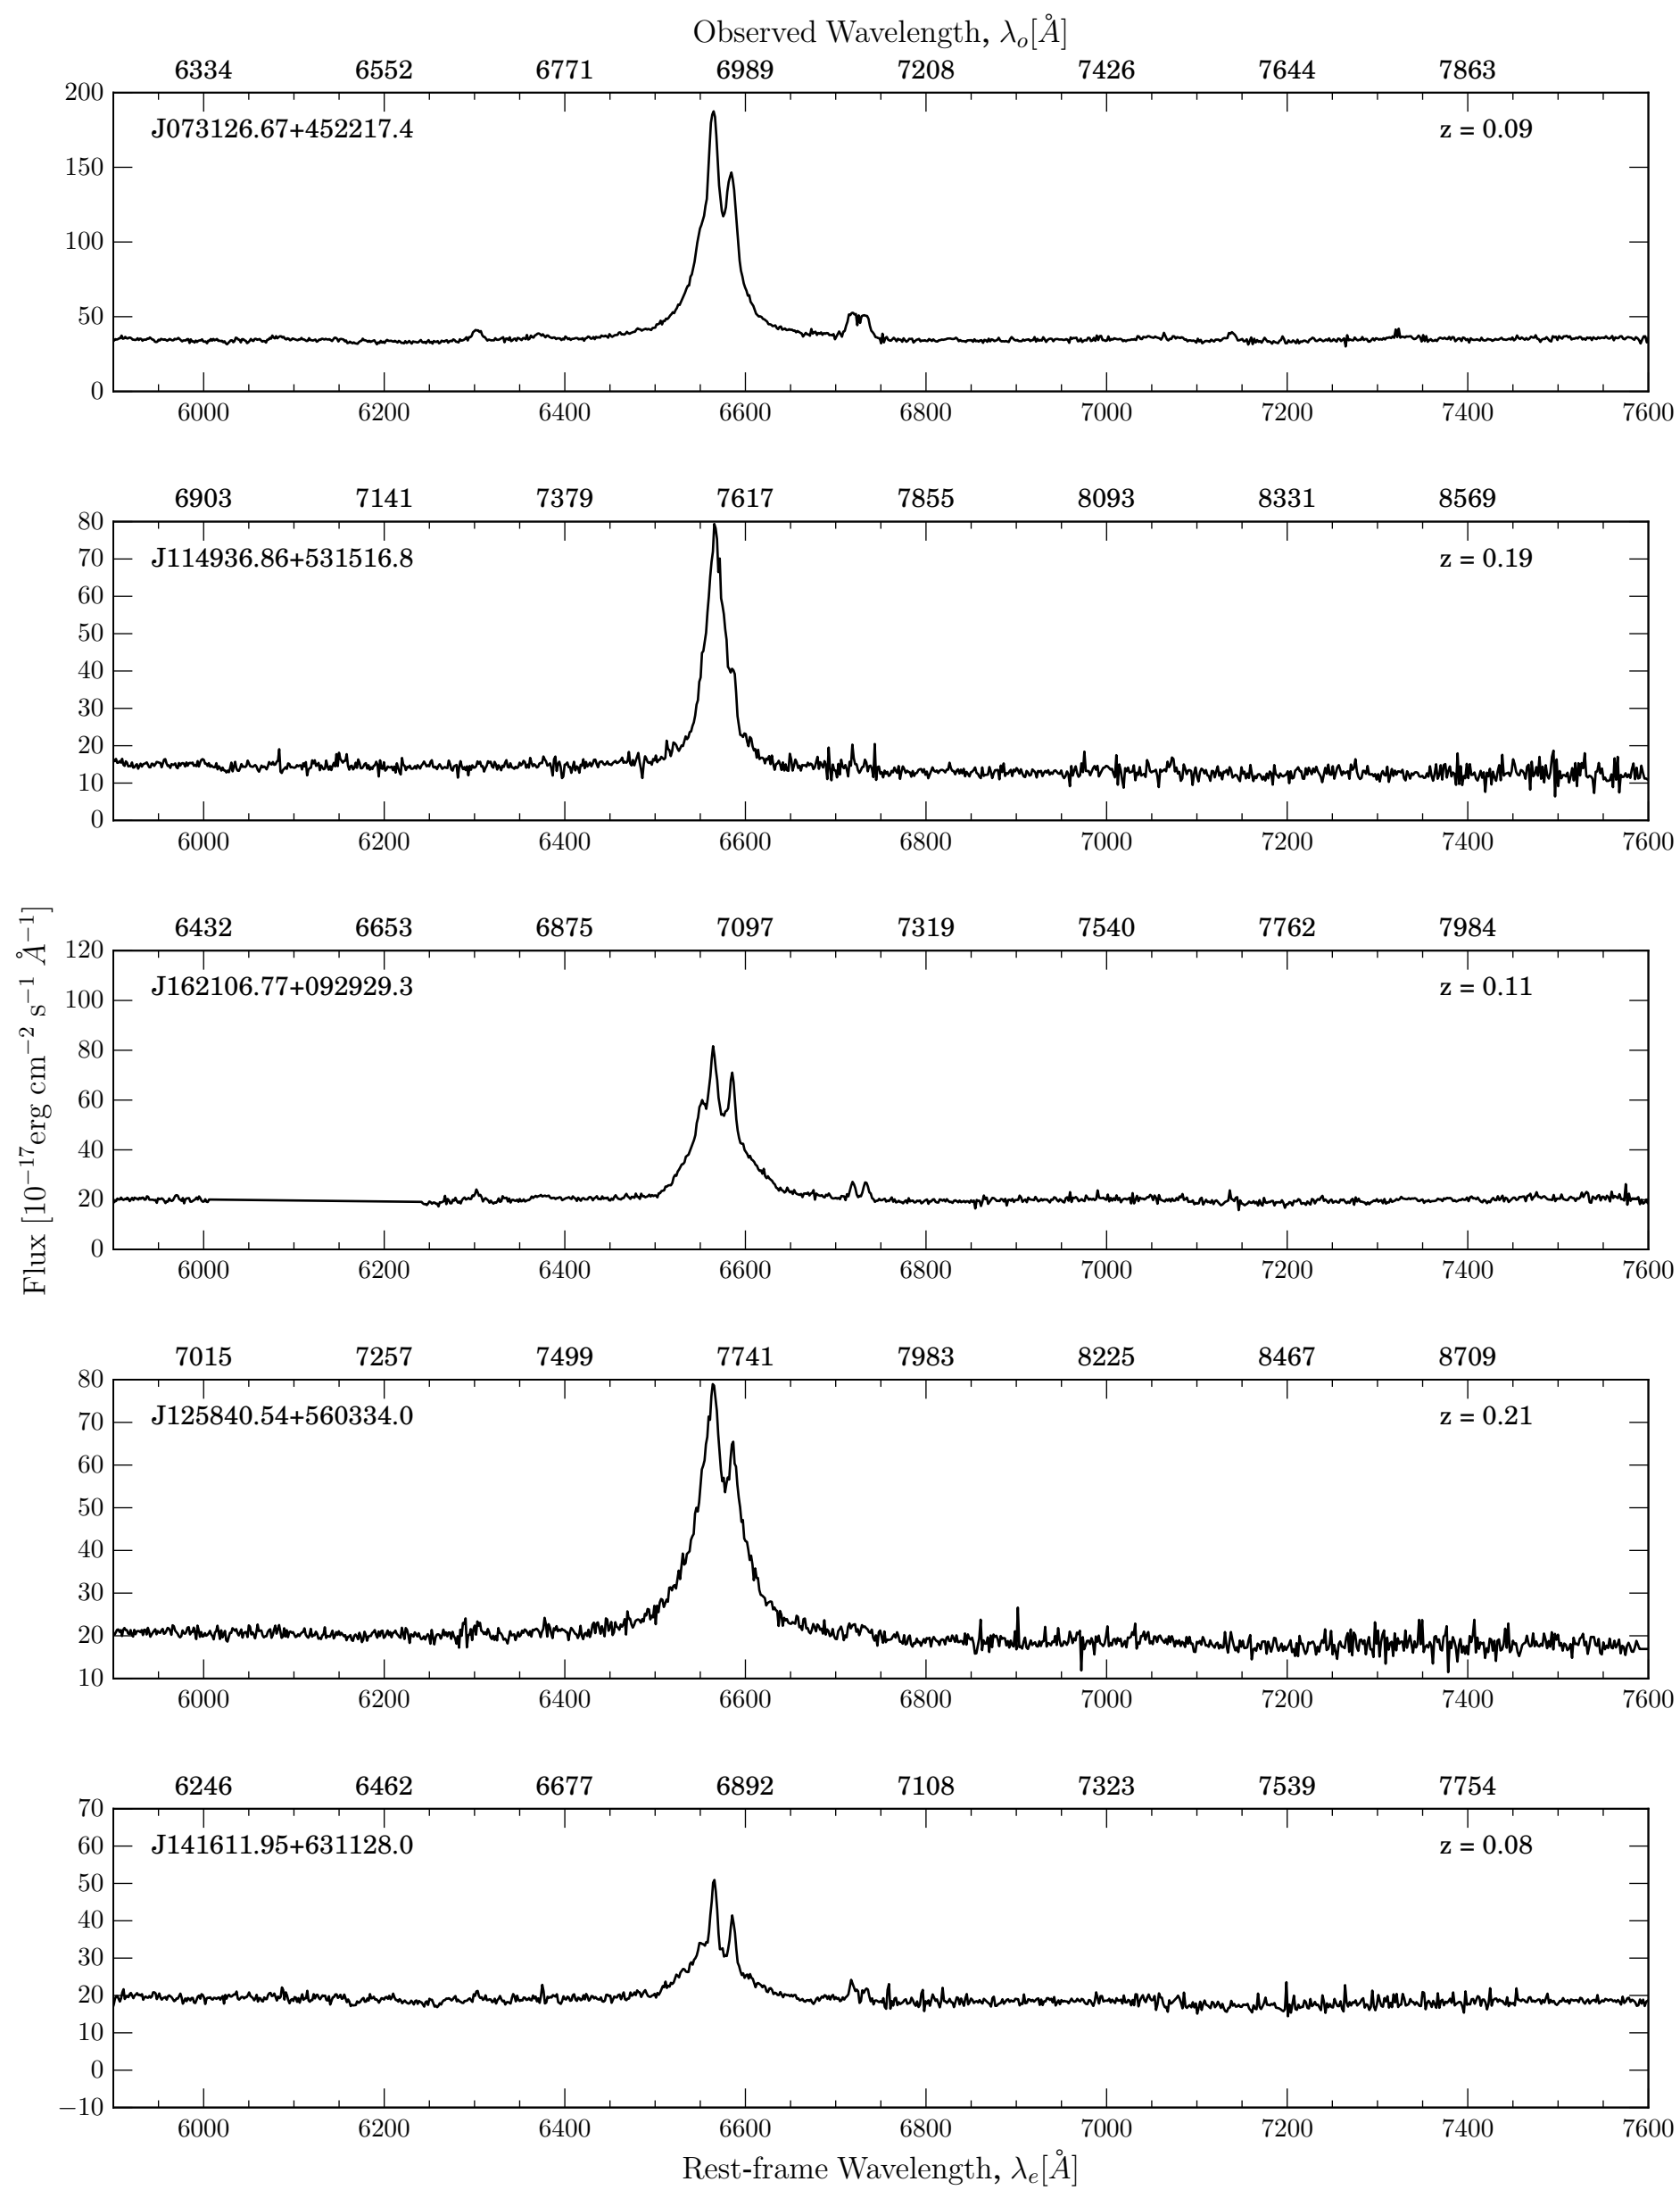 Observed Wavelength, λo[Å]
6334 6552 6771 6989 7208 7426 7644 7863
200
J073126.67+452217.4 z = 0.09
150
100
50
0
6000 6200 6400 6600 6800 7000 7200 7400 7600
6903 7141 7379 7617 7855 8093 8331 8569
80
J114936.86+531516.8 z = 0.19
70
60
50
40
30
20
10
0
6000 6200 6400 6600 6800 7000 7200 7400 7600
Flux [10−17erg cm−2 s−1 Å−1]
6432 6653 6875 7097 7319 7540 7762 7984
120
J162106.77+092929.3 z = 0.11
100
80
60
40
20
0
6000 6200 6400 6600 6800 7000 7200 7400 7600
7015 7257 7499 7741 7983 8225 8467 8709
80
J125840.54+560334.0 z = 0.21
70
60
50
40
30
20
10
6000 6200 6400 6600 6800 7000 7200 7400 7600
6246 6462 6677 6892 7108 7323 7539 7754
70
J141611.95+631128.0 z = 0.08
60
50
40
30
20
10
0
−10
6000 6200 6400 6600 6800 7000 7200 7400 7600
Rest-frame Wavelength, λe[Å]